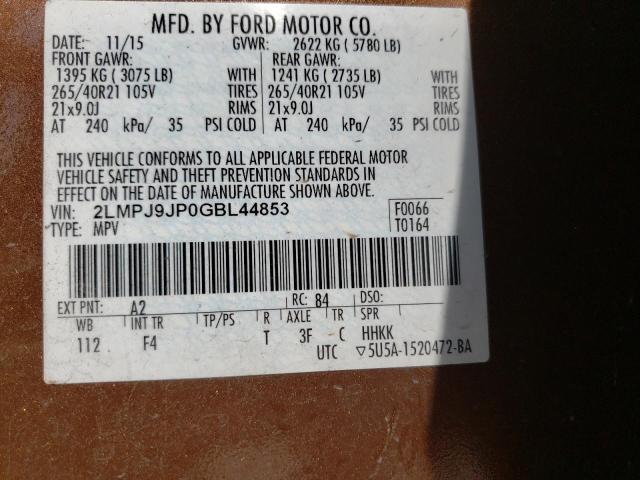 MFD. BY FORD MOTOR CO.
DATE: 11/15 GVWR: 2622 KG ( 5780 LB)
FRONT GAWR: REAR GAWR:
1395 KG ( 3075 LB) WITH 1241 KG ( 2735 LB) WITH
265/40R21 105V TIRES 265/40R21 105V TIRES
21x9.0J RIMS 21x9.0J RIMS
AT 240 kPa/ 35 PSI COLD AT 240 kPa/ 35 PSI COLD
THIS VEHICLE CONFORMS TO ALL APPLICABLE FEDERAL MOTOR
VEHICLE SAFETY AND THEFT PREVENTION STANDARDS IN
EFFECT ON THE DATE OF MANUFACTURE SHOWN ABOVE.
VIN: 2LMPJ9JP0GBL44853 F0066
TYPE: MPV T0164
EXT PNT: A2 RC: 84 DSO:
WB INT TR TP/PS R AXLE TR SPR
112 F4 T 3F C HHKK
UTC ▽5U5A-1520472-BA